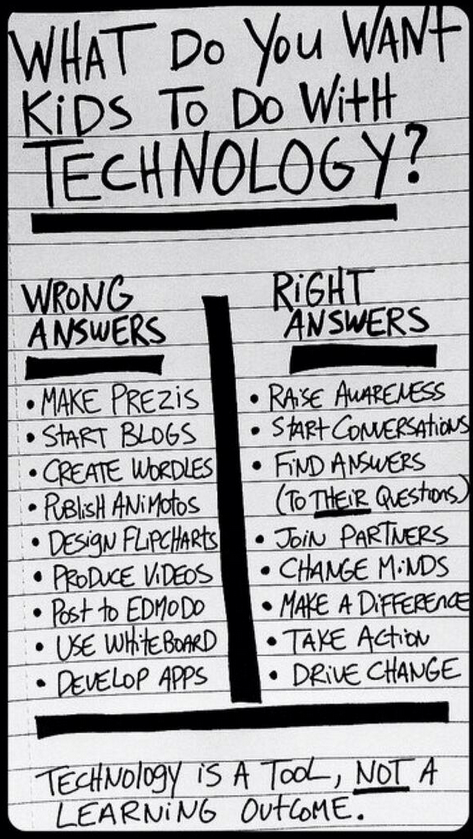 WHAT DO YOU WANT
KIDS TO DO WITH
TECHNOLOGY?
WRONG
ANSWERS
• MAKE PREZIS
• START BLOGS
• CREATE WORDLES
• PUBLISH ANIMOTOS
• DESIGN FLIPCHARTS
• PRODUCE VIDEOS
• POST TO EDMODO
• USE WHITEBOARD
• DEVELOP APPS
RIGHT
ANSWERS
• RAISE AWARENESS
• START CONVERSATIONS
• FIND ANSWERS
(TO THEIR QUESTIONS)
• JOIN PARTNERS
• CHANGE MINDS
• MAKE A DIFFERENCE
• TAKE ACTION
• DRIVE CHANGE
TECHNOLOGY IS A TOOL, NOT A
LEARNING OUTCOME.